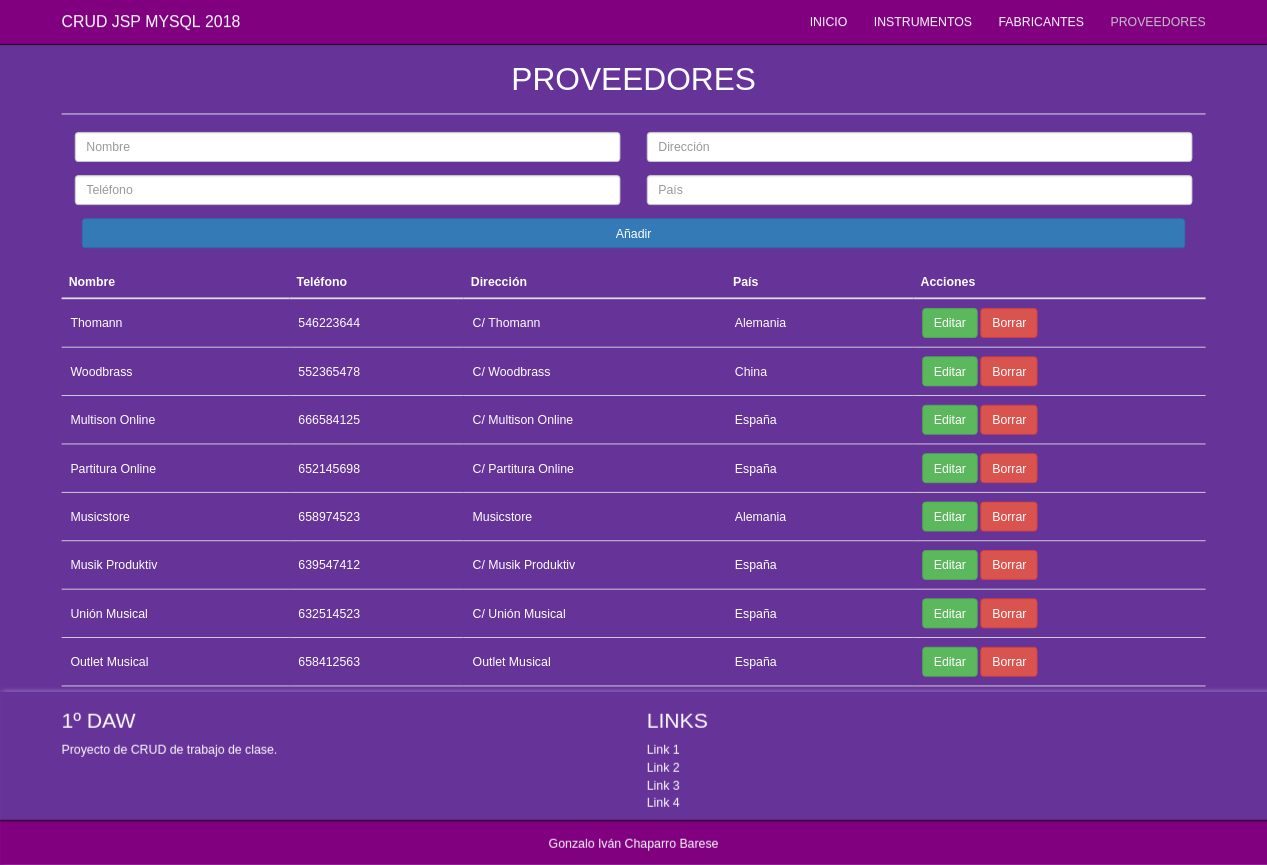 CRUD JSP MYSQL 2018 INICIO INSTRUMENTOS FABRICANTES PROVEEDORES
PROVEEDORES
Nombre Dirección
Teléfono País
Añadir
Nombre Teléfono Dirección País Acciones
Thomann 546223644 C/ Thomann Alemania Editar Borrar
Woodbrass 552365478 C/ Woodbrass China Editar Borrar
Multison Online 666584125 C/ Multison Online España Editar Borrar
Partitura Online 652145698 C/ Partitura Online España Editar Borrar
Musicstore 658974523 Musicstore Alemania Editar Borrar
Musik Produktiv 639547412 C/ Musik Produktiv España Editar Borrar
Unión Musical 632514523 C/ Unión Musical España Editar Borrar
Outlet Musical 658412563 Outlet Musical España Editar Borrar
1º DAW
Proyecto de CRUD de trabajo de clase.
LINKS
Link 1
Link 2
Link 3
Link 4
Gonzalo Iván Chaparro Barese